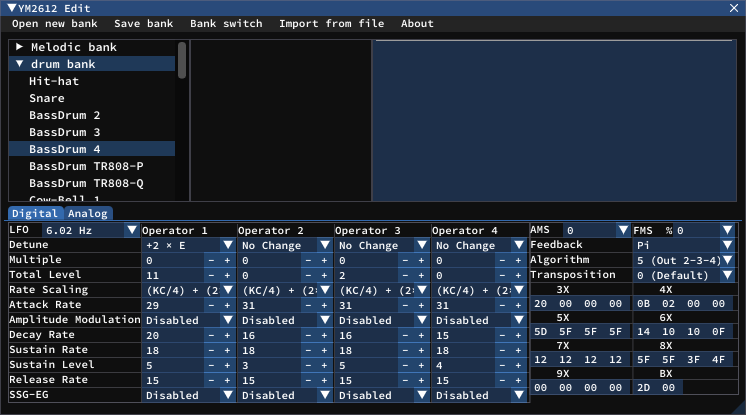 YM2612 Edit
Open new bank Save bank Bank switch Import from file About
Melodic bank
drum bank
Hit-hat
Snare
BassDrum 2
BassDrum 3
BassDrum 4
BassDrum TR808-P
BassDrum TR808-Q
Cow-Bell 1
Digital Analog
LFO 6.02 Hz Operator 1 Operator 2 Operator 3 Operator 4 AMS 0 FMS % 0
Detune +2 × E No Change No Change No Change Feedback Pi
Multiple 0 - + 0 - + 0 - + 0 - + Algorithm 5 (Out 2-3-4)
Total Level 11 - + 0 - + 2 - + 0 - + Transposition 0 (Default)
Rate Scaling (KC/4) + (2 (KC/4) + (2 (KC/4) + (2 (KC/4) + (2 3X 4X
Attack Rate 29 - + 31 - + 31 - + 31 - + 20 00 00 00 0B 02 00 00
Amplitude Modulation Disabled Disabled Disabled Disabled 5X 6X
Decay Rate 20 - + 16 - + 16 - + 15 - + 5D 5F 5F 5F 14 10 10 0F
Sustain Rate 18 - + 18 - + 18 - + 18 - + 7X 8X
Sustain Level 5 - + 3 - + 5 - + 4 - + 12 12 12 12 5F 5F 3F 4F
Release Rate 15 - + 15 - + 15 - + 15 - + 9X BX
SSG-EG Disabled Disabled Disabled Disabled 00 00 00 00 2D 00